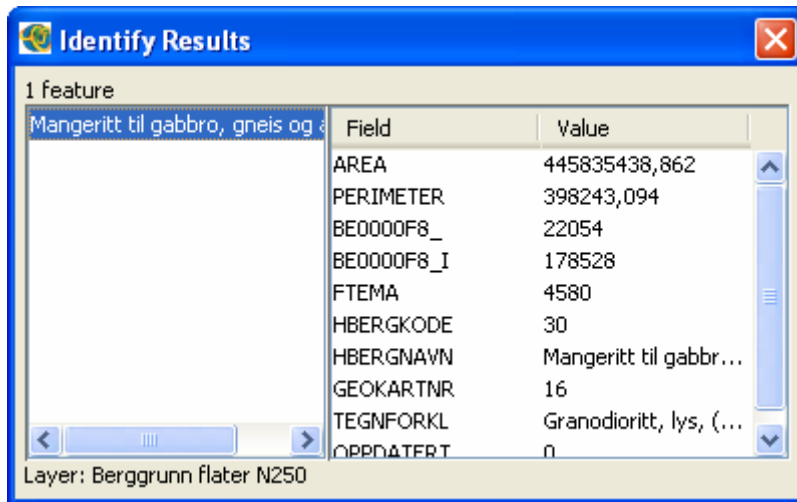 Identify Results
1 feature
Mangeritt til gabbro, gneis og
Field Value
AREA 445835438,862
PERIMETER 398243,094
BE0000F8_ 22054
BE0000F8_I 178528
FTEMA 4580
HBERGKODE 30
HBERGNAVN Mangeritt til gabbr...
GEOKARTNR 16
TEGNFORKL Granodioritt, lys, (...
OPPDATERT 0
Layer: Berggrunn flater N250